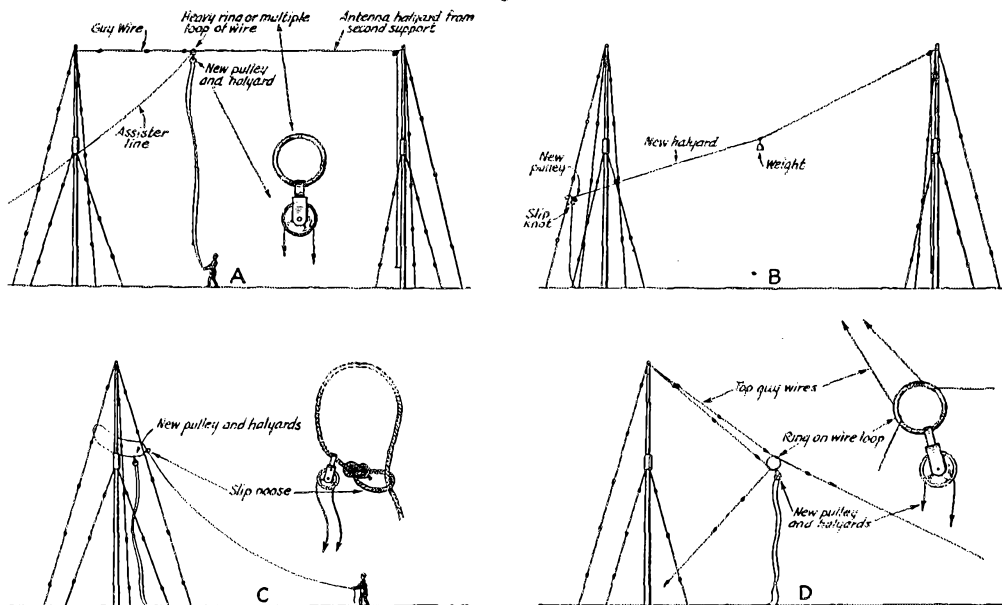 Guy Wire
Heavy ring or multiple
loop of wire
Antenna halyard from
second support
New pulley
and halyard
Assister
line
A
New
pulley
New halyard
Weight
Slip
knot
B
New pulley and halyards
Slip noose
C
Top guy wires
Ring on wire loop
New pulley
and halyards
D